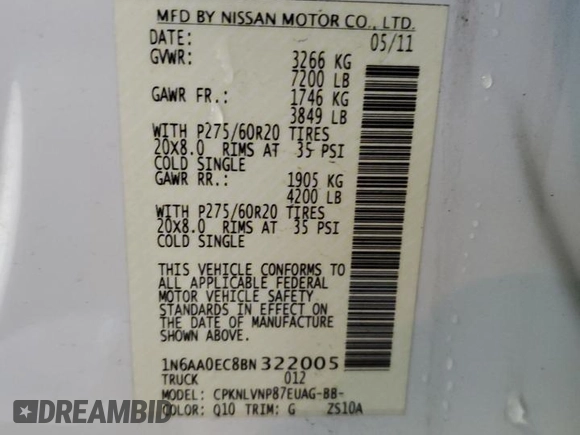 MFD BY NISSAN MOTOR CO., LTD.
DATE: 05/11
GVWR: 3266 KG
7200 LB
GAWR FR.: 1746 KG
3849 LB
WITH P275/60R20 TIRES
20X8.0 RIMS AT 35 PSI
COLD SINGLE
GAWR RR.: 1905 KG
4200 LB
WITH P275/60R20 TIRES
20X8.0 RIMS AT 35 PSI
COLD SINGLE
THIS VEHICLE CONFORMS TO
ALL APPLICABLE FEDERAL
MOTOR VEHICLE SAFETY
STANDARDS IN EFFECT ON
THE DATE OF MANUFACTURE
SHOWN ABOVE.
1N6AA0EC8BN322005
TRUCK 012
MODEL: CPKNLVNP87EUAG-BB-
COLOR: Q10 TRIM: G ZS10A
EPICVIN